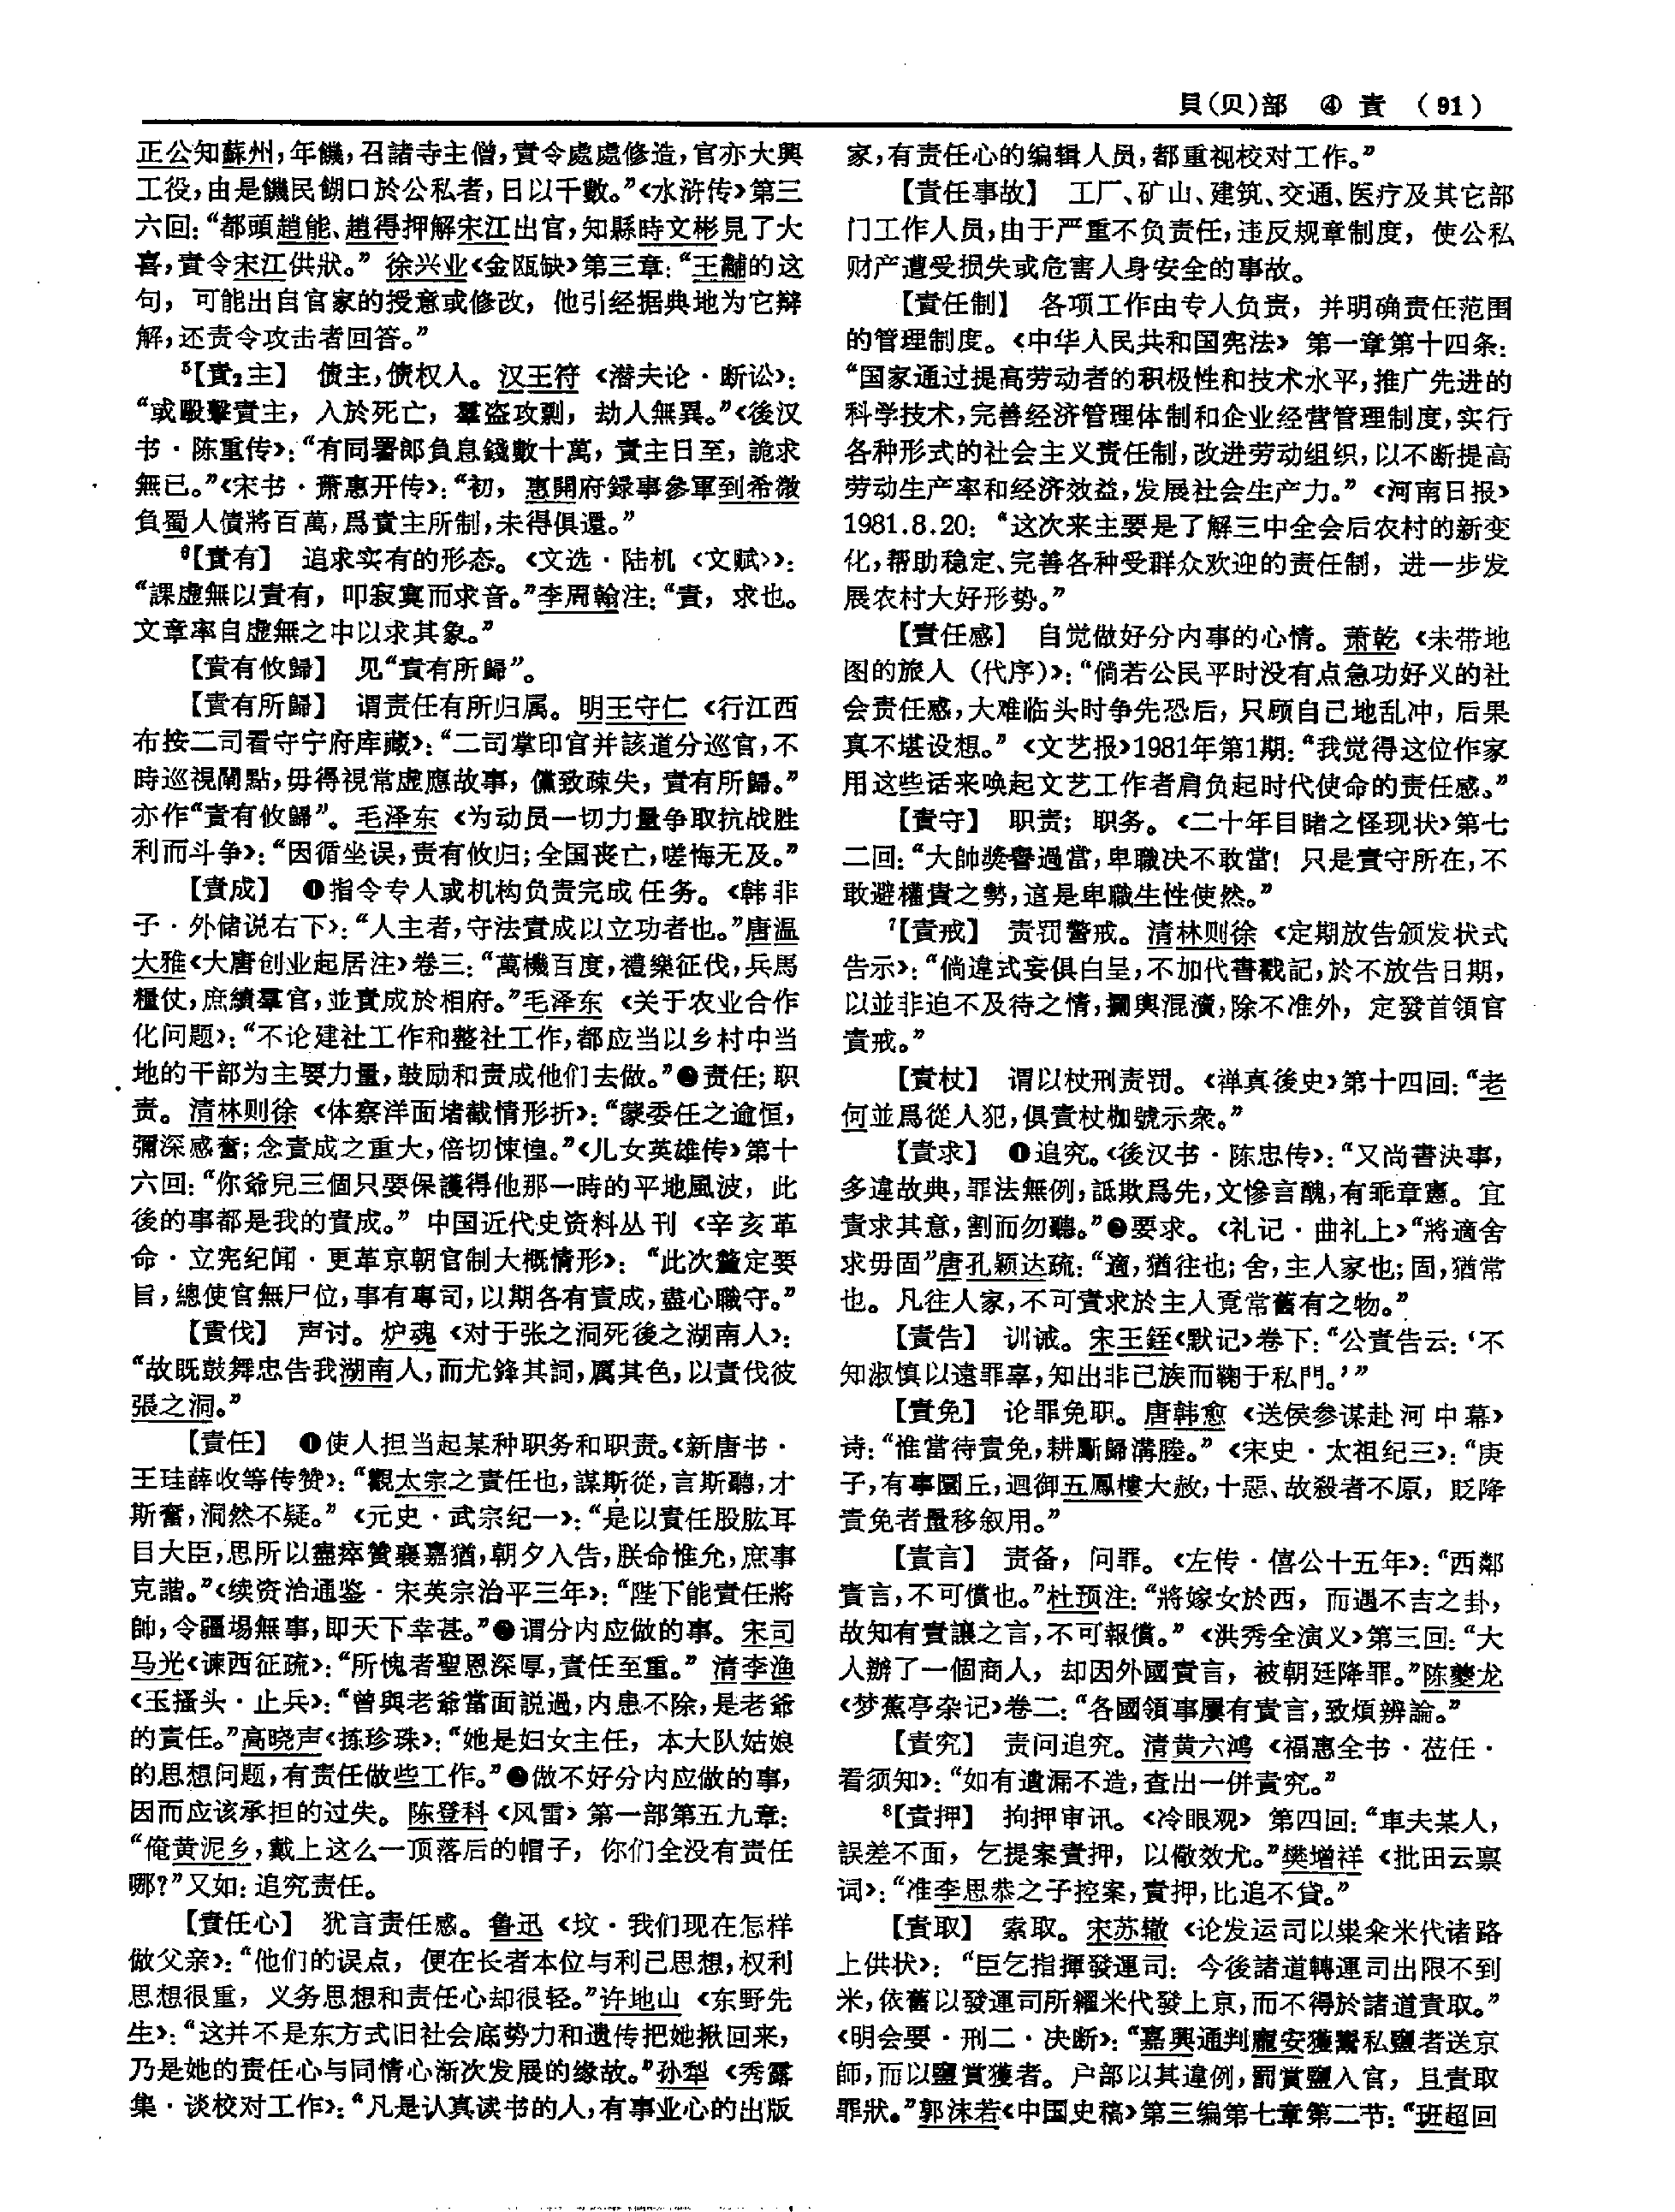 貝(贝)部 ④ 責 (91)
正公知蘇州,年饑,召諸寺主僧,責令處處修造,官亦大興
工役,由是饑民餬口於公私者,日以千數。”《水浒传》第三
六回:“都頭趙能、趙得押解宋江出官,知縣時文彬見了大
喜,責令宋江供狀。” 徐兴业《金瓯缺》第三章:“王黼的这
句, 可能出自官家的授意或修改, 他引经据典地为它辩
解,还责令攻击者回答。”
⁵【責₂主】 债主,债权人。汉王符《潜夫论·断讼》:
“或毆擊責主, 入於死亡, 羣盗攻剽, 劫人無異。”《後汉
书·陈重传》:“有同署郎負息錢數十萬, 責主日至, 詭求
無已。”《宋书·萧惠开传》:“初, 惠開府録事參軍到希微
負蜀人債將百萬,爲責主所制,未得俱還。”
⁶【責有】 追求实有的形态。《文选·陆机〈文赋〉》:
“課虚無以責有, 叩寂寞而求音。”李周翰注:“責, 求也。
文章率自虚無之中以求其象。”
【責有攸歸】 见“責有所歸”。
【責有所歸】 谓责任有所归属。明王守仁《行江西
布按二司看守宁府库藏》:“二司掌印官并該道分巡官,不
時巡視閘點,毋得視常虚應故事, 儻致疎失, 責有所歸。”
亦作“責有攸歸”。毛泽东《为动员一切力量争取抗战胜
利而斗争》:“因循坐误,责有攸归;全国丧亡,嗟悔无及。”
【責成】 ❶指令专人或机构负责完成任务。《韩非
子·外储说右下》:“人主者,守法責成以立功者也。”唐温
大雅《大唐创业起居注》卷三:“萬機百度,禮樂征伐,兵馬
糧仗,庶績羣官,並責成於相府。”毛泽东《关于农业合作
化问题》:“不论建社工作和整社工作,都应当以乡村中当
地的干部为主要力量,鼓励和责成他们去做。”❷责任;职
责。清林则徐《体察洋面堵截情形折》:“蒙委任之逾恒,
彌深感奮;念責成之重大,倍切悚惶。”《儿女英雄传》第十
六回:“你爺兒三個只要保護得他那一時的平地風波, 此
後的事都是我的責成。” 中国近代史资料丛刊《辛亥革
命·立宪纪闻·更革京朝官制大概情形》: “此次釐定要
旨,總使官無尸位,事有專司,以期各有責成,盡心職守。”
【責伐】 声讨。炉魂《对于张之洞死後之湖南人》:
“故既鼓舞忠告我湖南人,而尤鋒其詞,厲其色,以責伐彼
張之洞。”
【責任】 ❶使人担当起某种职务和职责。《新唐书·
王珪薛收等传赞》:“觀太宗之責任也,謀斯從,言斯聽,才
斯奮,洞然不疑。”《元史·武宗纪一》:“是以責任股肱耳
目大臣,思所以盡瘁贊襄嘉猶,朝夕入告,朕命惟允,庶事
克諧。”《续资治通鉴·宋英宗治平三年》:“陛下能責任將
帥,令疆埸無事,即天下幸甚。”❷谓分内应做的事。宋司
马光《谏西征疏》:“所愧者聖恩深厚,責任至重。” 清李渔
《玉搔头·止兵》:“曾與老爺當面説過,内患不除,是老爺
的責任。”高晓声《拣珍珠》:“她是妇女主任, 本大队姑娘
的思想问题,有责任做些工作。”❸做不好分内应做的事,
因而应该承担的过失。陈登科《风雷》第一部第五九章:
“俺黄泥乡,戴上这么一顶落后的帽子, 你们全没有责任
哪?”又如:追究责任。
【責任心】 犹言责任感。鲁迅《坟·我们现在怎样
做父亲》:“他们的误点, 便在长者本位与利己思想,权利
思想很重, 义务思想和责任心却很轻。”许地山《东野先
生》:“这并不是东方式旧社会底势力和遗传把她揪回来,
乃是她的责任心与同情心渐次发展的缘故。”孙犁《秀露
集·谈校对工作》:“凡是认真读书的人,有事业心的出版
家,有责任心的编辑人员,都重视校对工作。”
【責任事故】 工厂、矿山、建筑、交通、医疗及其它部
门工作人员,由于严重不负责任,违反规章制度, 使公私
财产遭受损失或危害人身安全的事故。
【責任制】 各项工作由专人负责, 并明确责任范围
的管理制度。《中华人民共和国宪法》第一章第十四条:
“国家通过提高劳动者的积极性和技术水平,推广先进的
科学技术,完善经济管理体制和企业经营管理制度,实行
各种形式的社会主义责任制,改进劳动组织,以不断提高
劳动生产率和经济效益,发展社会生产力。”《河南日报》
1981.8.20: “这次来主要是了解三中全会后农村的新变
化,帮助稳定、完善各种受群众欢迎的责任制, 进一步发
展农村大好形势。”
【責任感】 自觉做好分内事的心情。萧乾《未带地
图的旅人(代序)》:“倘若公民平时没有点急功好义的社
会责任感,大难临头时争先恐后, 只顾自己地乱冲, 后果
真不堪设想。”《文艺报》1981年第1期:“我觉得这位作家
用这些话来唤起文艺工作者肩负起时代使命的责任感。”
【責守】 职责; 职务。《二十年目睹之怪现状》第七
二回:“大帥奬譽過當,卑職决不敢當! 只是責守所在,不
敢避權貴之勢,這是卑職生性使然。”
⁷【責戒】 责罚警戒。清林则徐《定期放告颁发状式
告示》:“倘違式妄俱白呈,不加代書戳記,於不放告日期,
以並非迫不及待之情,攔輿混瀆,除不准外, 定發首領官
責戒。”
【責杖】 谓以杖刑责罚。《禅真後史》第十四回:“老
何並爲從人犯,俱責杖枷號示衆。”
【責求】 ❶追究。《後汉书·陈忠传》:“又尚書決事,
多違故典,罪法無例,詆欺爲先,文慘言醜,有乖章憲。宜
責求其意,割而勿聽。”❷要求。《礼记·曲礼上》“將適舍
求毋固”唐孔颖达疏:“適,猶往也;舍,主人家也;固,猶常
也。凡往人家,不可責求於主人覓常舊有之物。”
【責告】 训诫。宋王銍《默记》卷下:“公責告云:‘不
知淑慎以遠罪辜,知出非己族而鞠于私門。’”
【責免】 论罪免职。唐韩愈《送侯参谋赴河中幕》
诗:“惟當待責免,耕斸歸溝塍。”《宋史·太祖纪三》:“庚
子,有事圜丘,迴御五鳳樓大赦,十惡、故殺者不原, 貶降
責免者量移叙用。”
【責言】 责备, 问罪。《左传·僖公十五年》:“西鄰
責言,不可償也。”杜预注:“將嫁女於西, 而遇不吉之卦,
故知有責讓之言,不可報償。”《洪秀全演义》第三回:“大
人辦了一個商人, 却因外國責言, 被朝廷降罪。”陈夔龙
《梦蕉亭杂记》卷二:“各國領事屢有責言,致煩辨論。”
【責究】 责问追究。清黄六鸿《福惠全书·莅任·
看须知》:“如有遺漏不造,查出一併責究。”
⁸【責押】 拘押审讯。《冷眼观》第四回:“車夫某人,
誤差不面, 乞提案責押, 以儆效尤。”樊增祥《批田云禀
词》:“准李思恭之子控案,責押,比追不貸。”
【責取】 索取。宋苏辙《论发运司以粜籴米代诸路
上供状》: “臣乞指揮發運司: 今後諸道轉運司出限不到
米,依舊以發運司所糴米代發上京,而不得於諸道責取。”
《明会要·刑二·决断》:“嘉興通判龐安獲鬻私鹽者送京
師,而以鹽賞獲者。户部以其違例,罰賞鹽入官, 且責取
罪狀。”郭沫若《中国史稿》第三编第七章第二节:“班超回